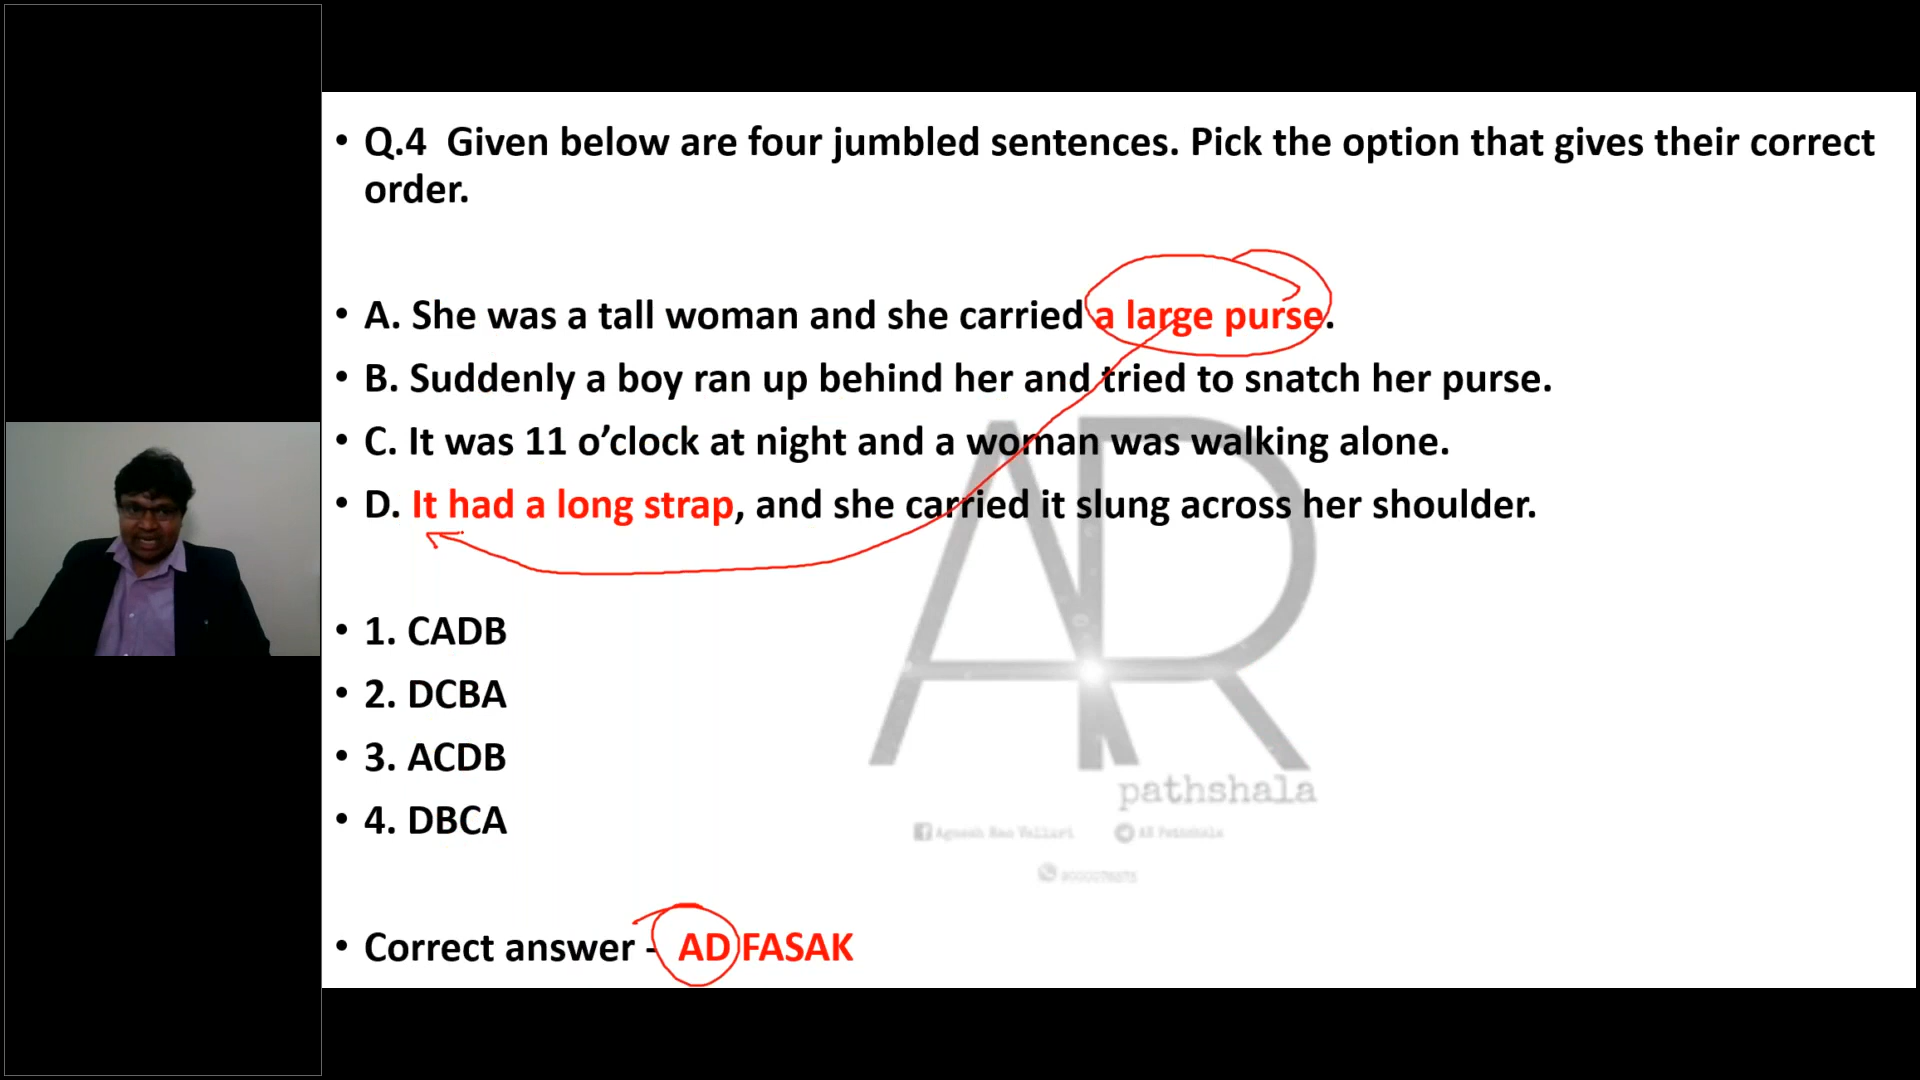 • Q.4 Given below are four jumbled sentences. Pick the option that gives their correct
order.
• A. She was a tall woman and she carried a large purse.
• B. Suddenly a boy ran up behind her and tried to snatch her purse.
• C. It was 11 o’clock at night and a woman was walking alone.
• D. It had a long strap, and she carried it slung across her shoulder.
• 1. CADB
• 2. DCBA
• 3. ACDB
• 4. DBCA
AR
pathshala
AR Pathshala
• Correct answer - AD FASAK